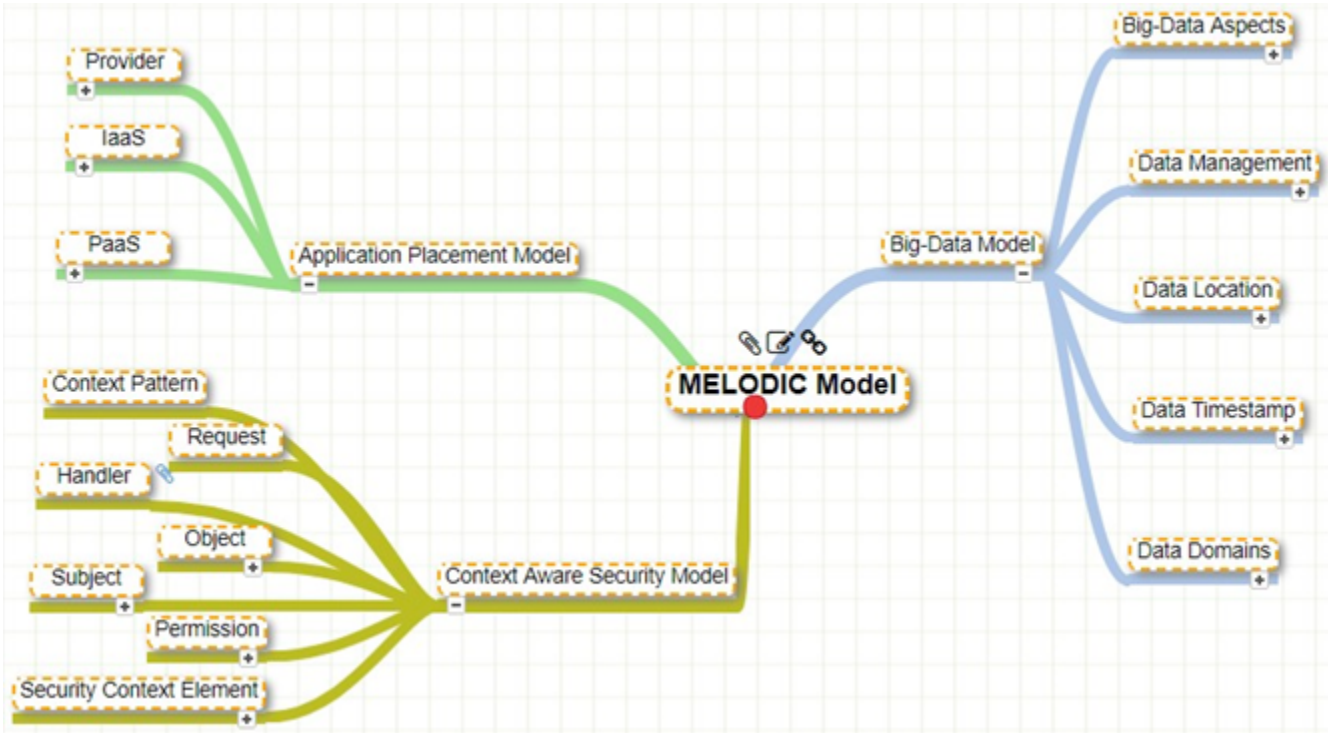 Big-Data Aspects
Provider
IaaS
Data Management
PaaS
Application Placement Model
Big-Data Model
Data Location
MELODIC Model
Context Pattern
Data Timestamp
Request
Handler
Object
Data Domains
Subject
Context Aware Security Model
Permission
Security Context Element